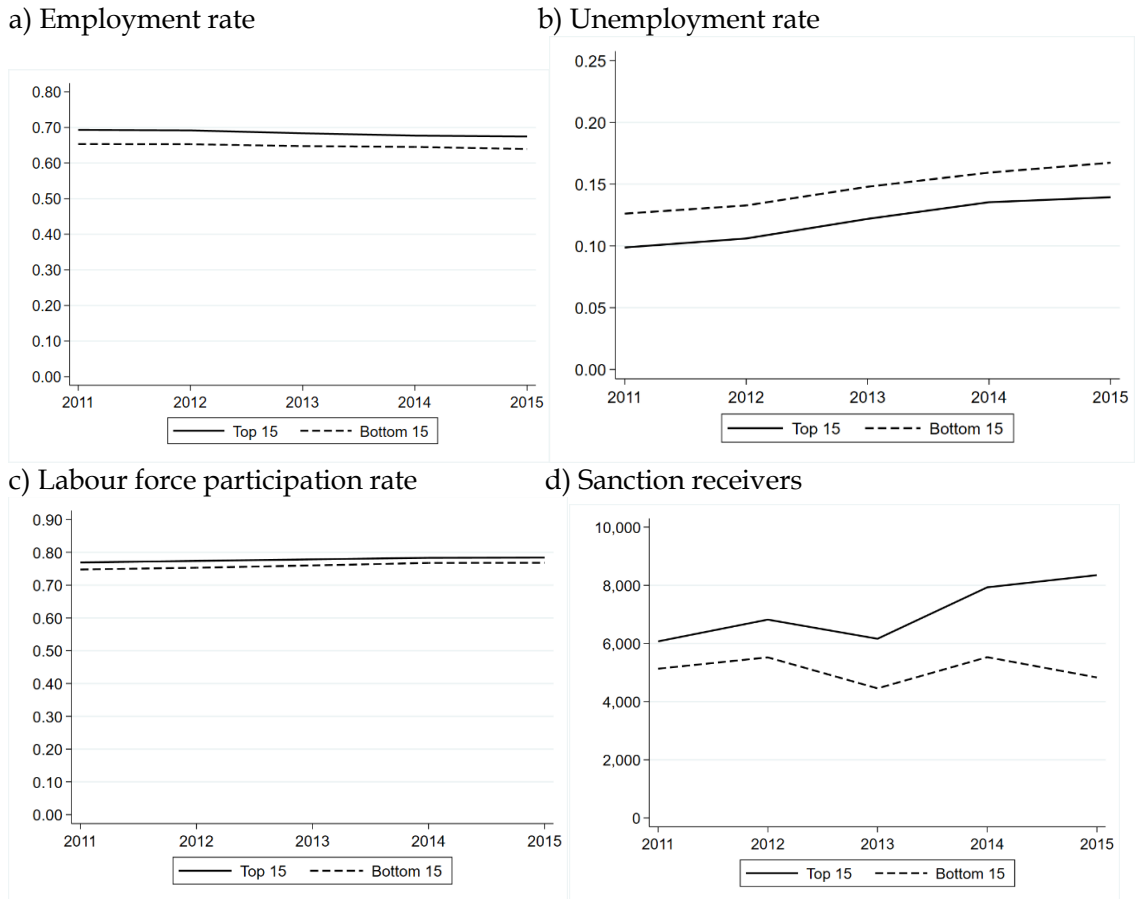 a) Employment rate
0.80
0.70
0.60
0.50
0.40
0.30
0.20
0.10
0.00
2011 2012 2013 2014 2015
Top 15 Bottom 15
b) Unemployment rate
0.25
0.20
0.15
0.10
0.05
0.00
2011 2012 2013 2014 2015
Top 15 Bottom 15
c) Labour force participation rate
0.90
0.80
0.70
0.60
0.50
0.40
0.30
0.20
0.10
0.00
2011 2012 2013 2014 2015
Top 15 Bottom 15
d) Sanction receivers
10,000
8,000
6,000
4,000
2,000
0
2011 2012 2013 2014 2015
Top 15 Bottom 15